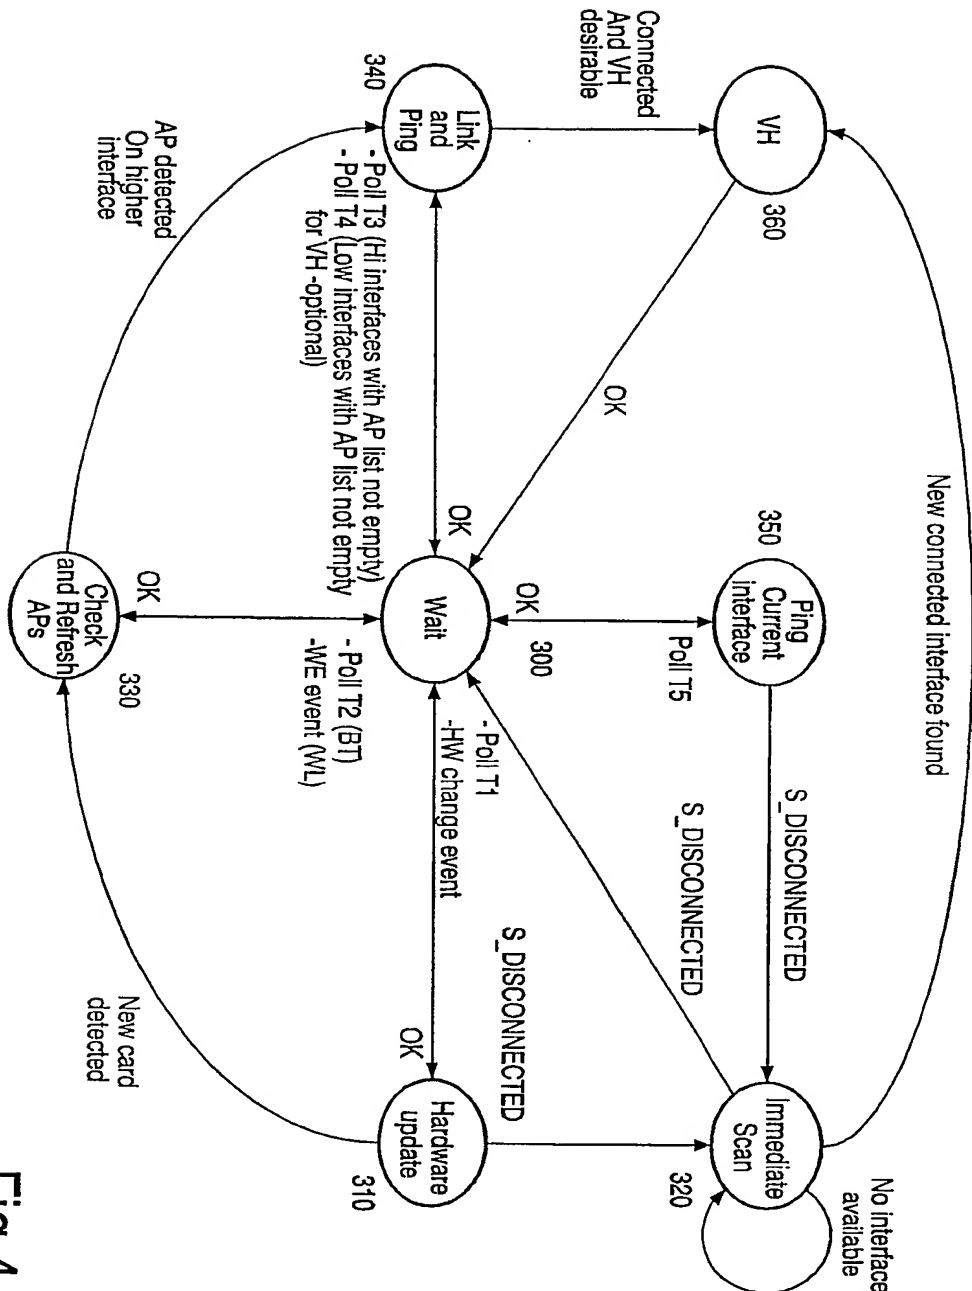 New connected interface found
No interface
available
VH
360
Connected
And VH
desirable
OK
350
Ping
Current
interface
Poll T5
S_DISCONNECTED
S_DISCONNECTED
Immediate
Scan
320
340
Link
and
Ping
- Poll T3 (Hi interfaces with AP list not empty)
- Poll T4 (Low interfaces with AP list not empty
for VH -optional)
OK
OK
300
Wait
- Poll T1
-HW change event
S_DISCONNECTED
OK
Hardware
update
310
- Poll T2 (BT)
-WE event (WL)
AP detected
On higher
interface
OK
330
Check
and Refresh
APs
New card
detected
Fig.4